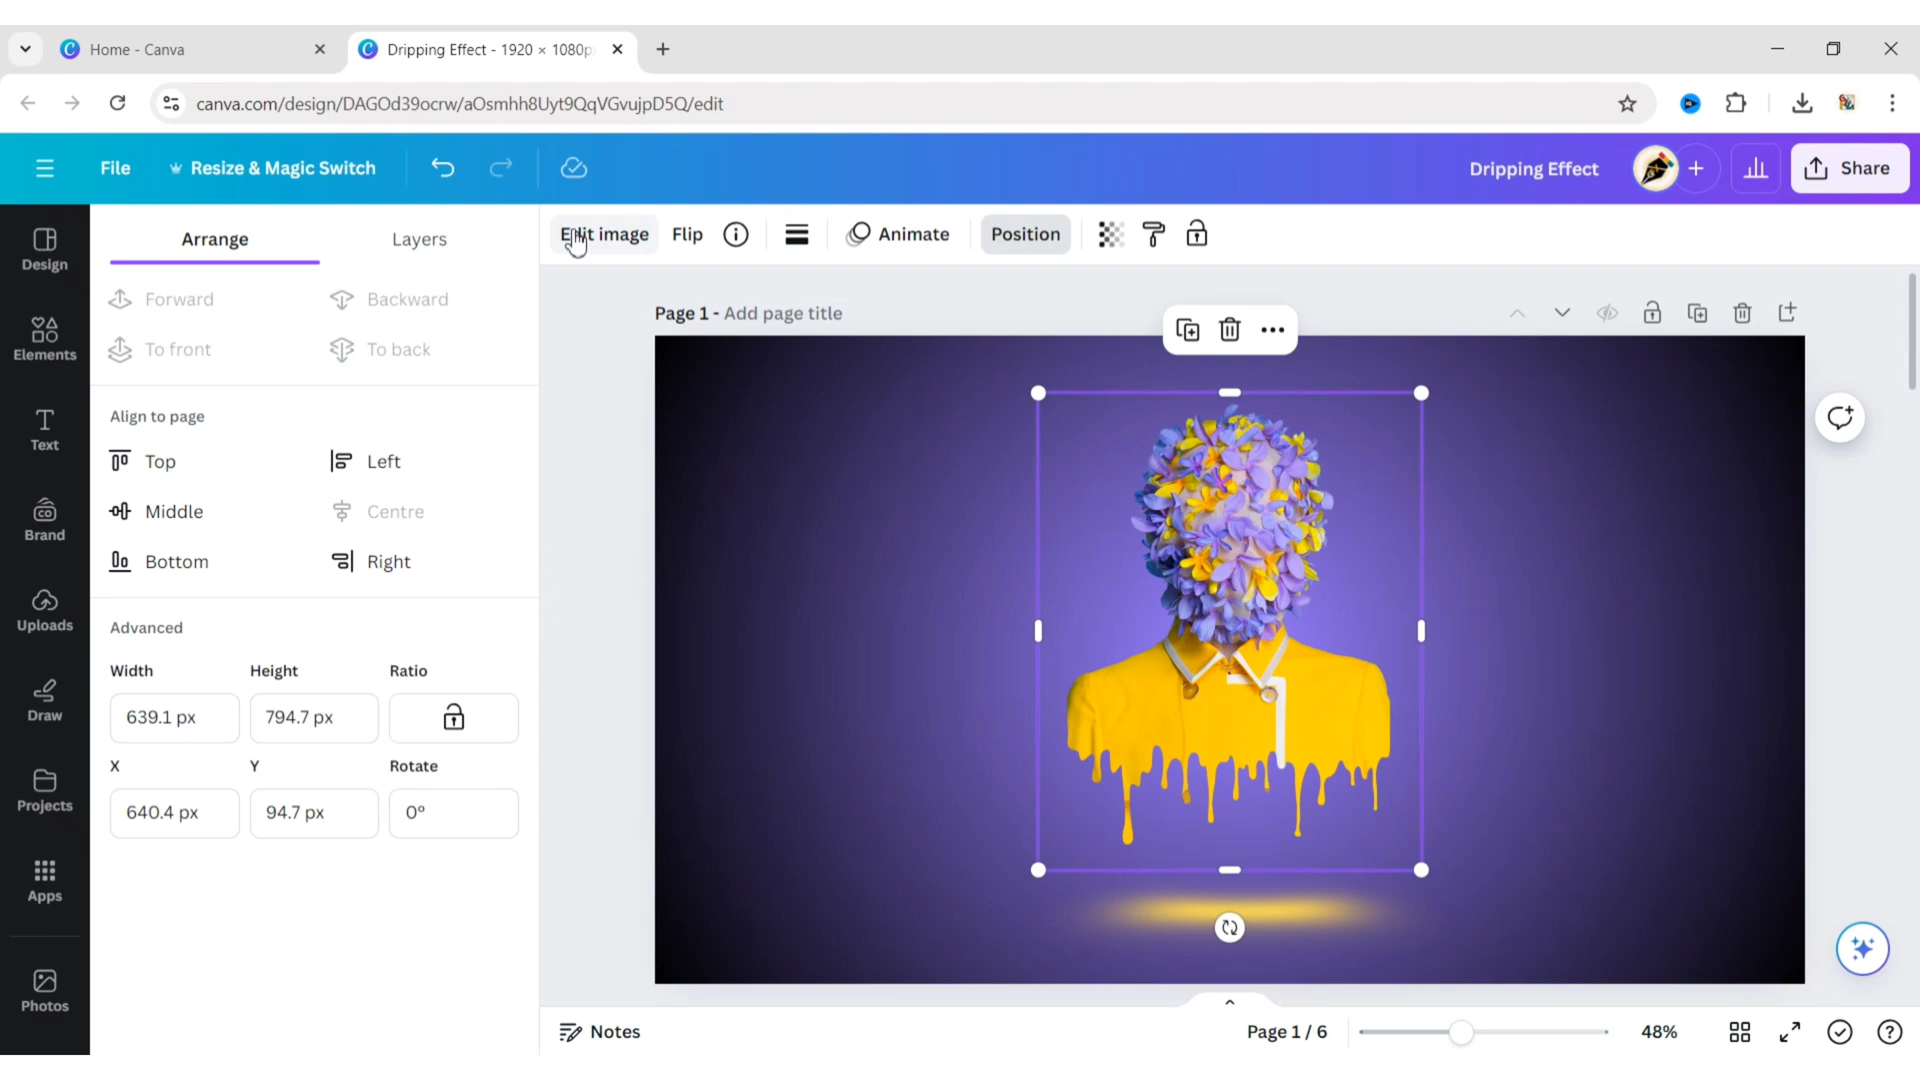 Home - Canva
Dripping Effect - 1920 × 1080p
canva.com/design/DAGOd39ocrw/aOsmhh8Uyt9QqVGvujpD5Q/edit
File
Resize & Magic Switch
Dripping Effect
Share
Design
Elements
Text
Brand
Uploads
Draw
Projects
Apps
Photos
Arrange
Layers
Forward
Backward
To front
To back
Align to page
Top
Left
Middle
Centre
Bottom
Right
Advanced
Width
Height
Ratio
639.1 px
794.7 px
X
Y
Rotate
640.4 px
94.7 px
0°
Edit image
Flip
Animate
Position
Page 1 - Add page title
Notes
Page 1 / 6
48%